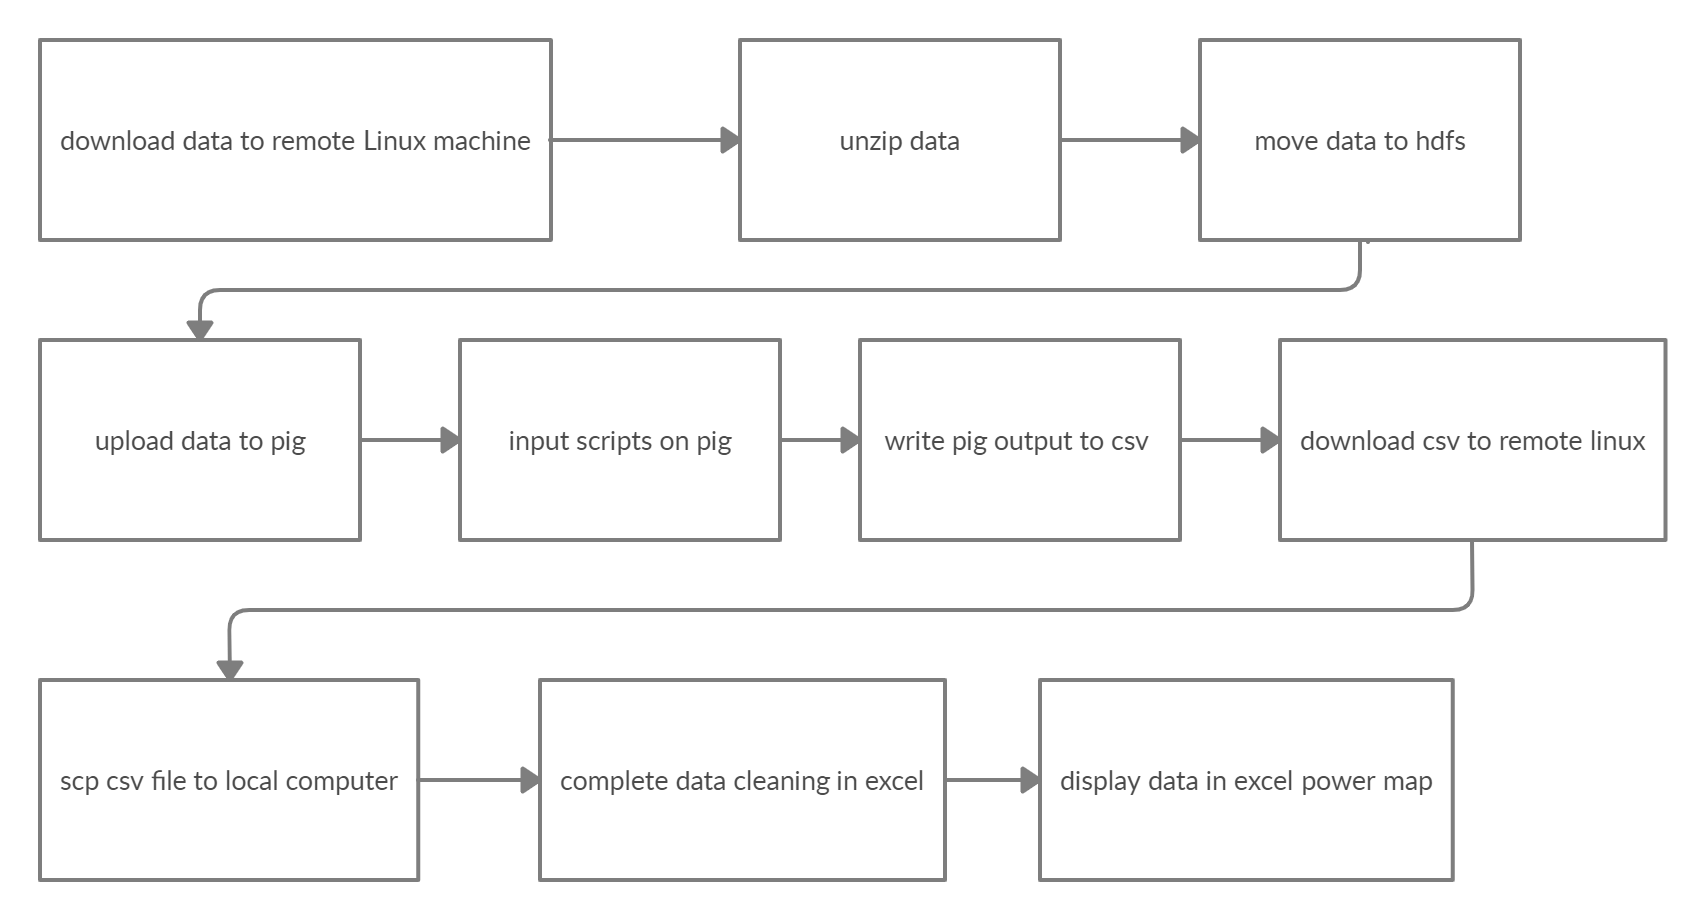 download data to remote Linux machine
unzip data
move data to hdfs
upload data to pig
input scripts on pig
write pig output to csv
download csv to remote linux
scp csv file to local computer
complete data cleaning in excel
display data in excel power map